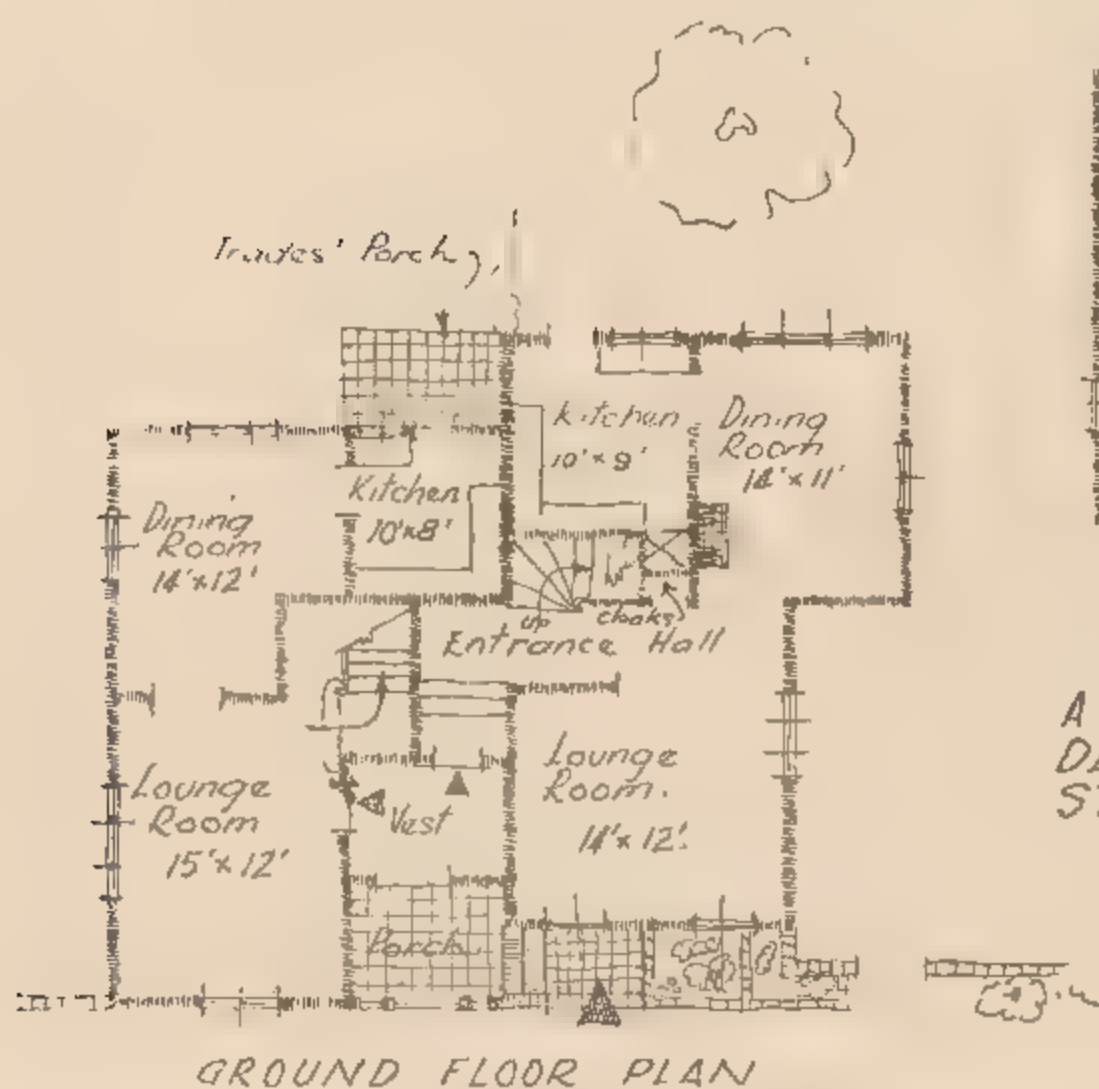 Trades' Porch
Kitchen
10' x 9'
Dining
Room
14' x 11'
Kitchen
10' x 8'
Dining
Room
14' x 12'
up
cloaks
Entrance Hall
Lounge
Room
15' x 12'
Vest
Lounge
Room.
14' x 12'.
Porch
A
GROUND FLOOR PLAN